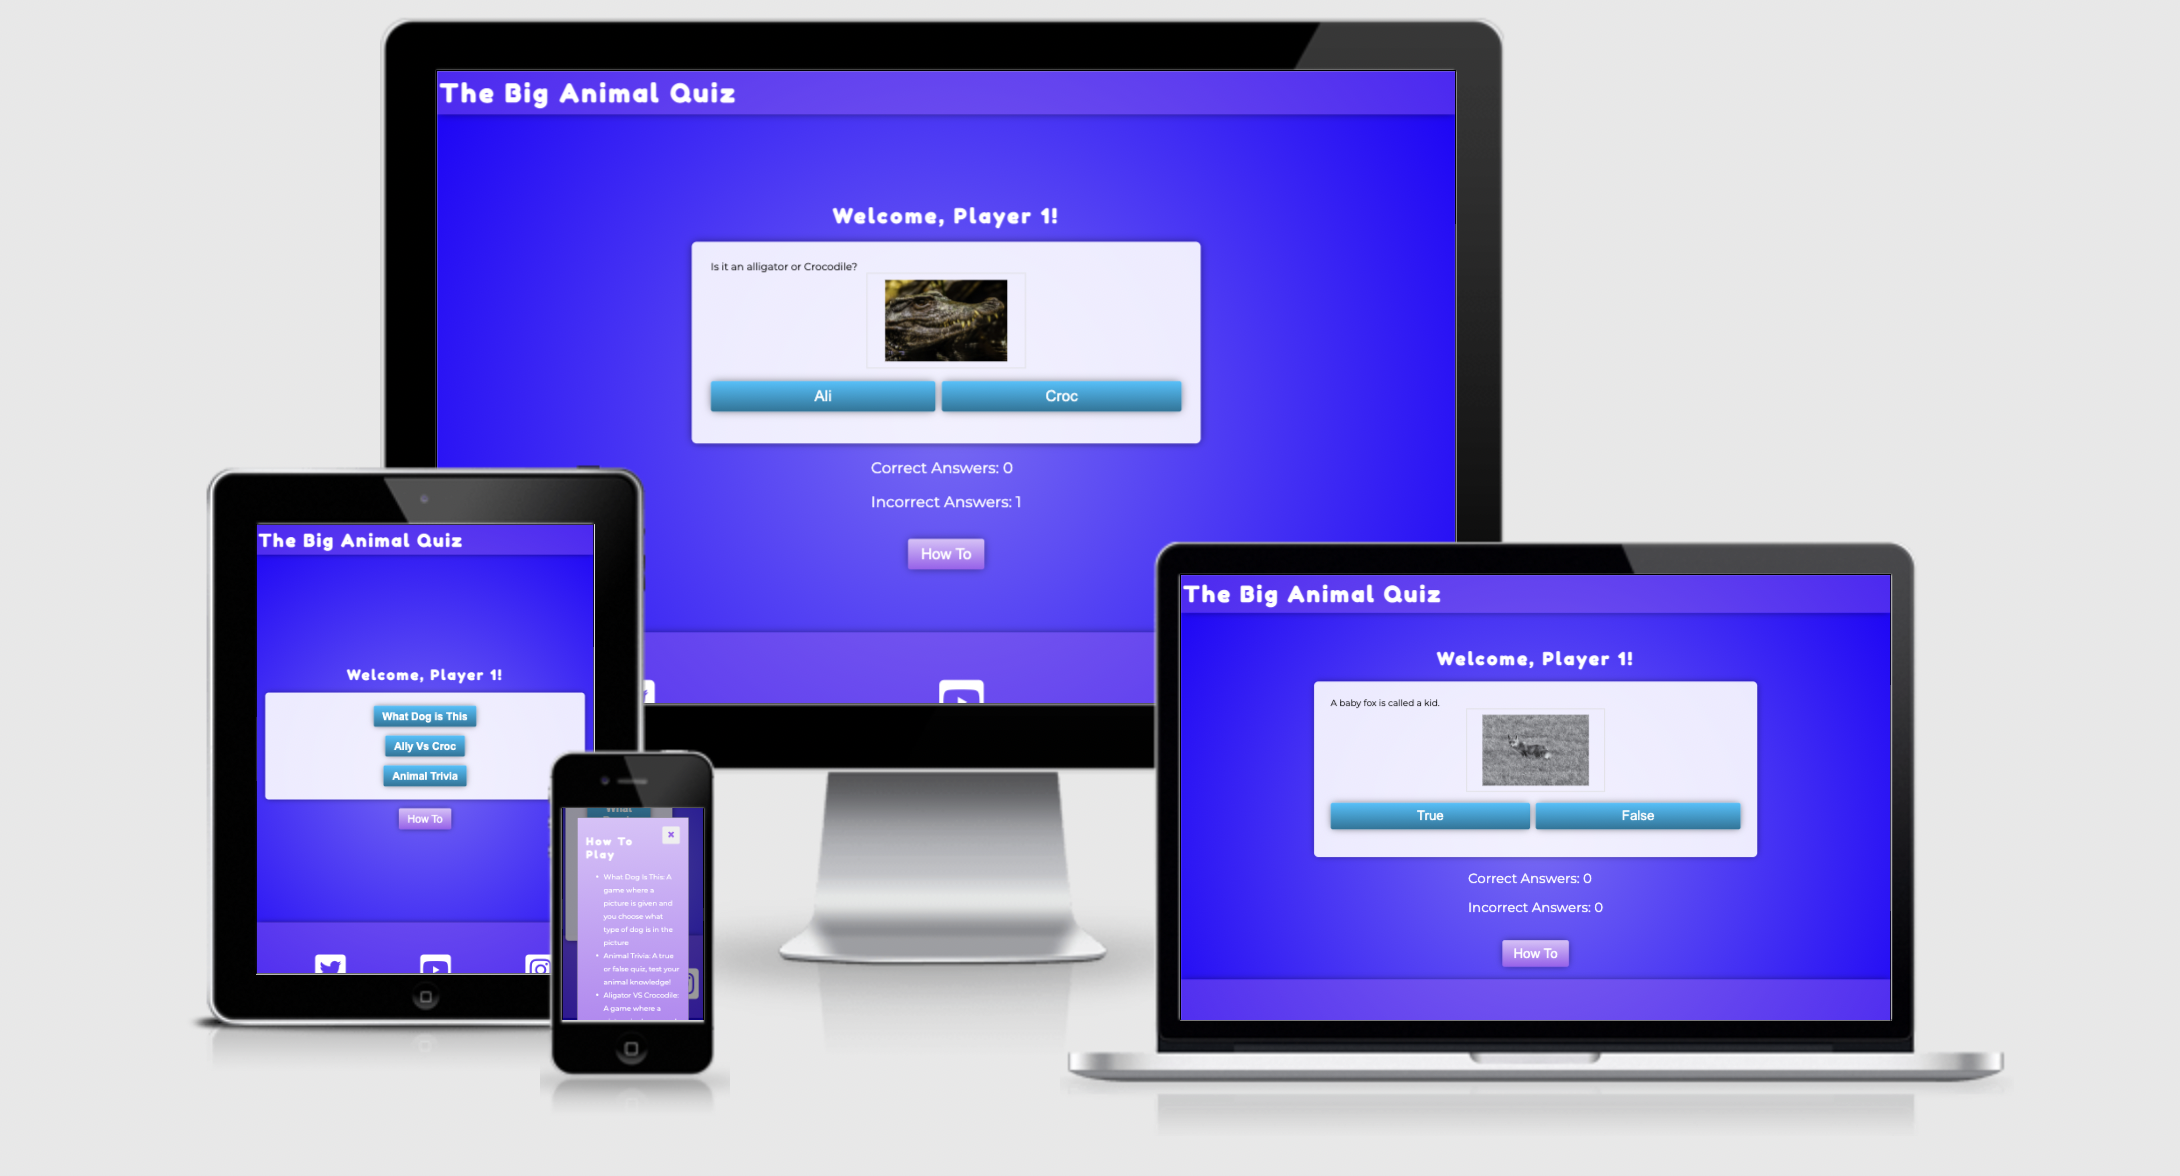 The Big Animal Quiz
Welcome, Player 1!
Is it an alligator or Crocodile?
Ali
Croc
Correct Answers: 0
Incorrect Answers: 1
How To
The Big Animal Quiz
Welcome, Player 1!
What Dog is This
Ally Vs Croc
Animal Trivia
How To
What
How To
Play
x
What Dog Is This: A
game where a
picture is given and
you choose what
type of dog is in the
picture
Animal Trivia: A true
or false quiz, test your
animal knowledge!
Aligator VS Crocodile:
A game where a
The Big Animal Quiz
Welcome, Player 1!
A baby fox is called a kid.
True
False
Correct Answers: 0
Incorrect Answers: 0
How To